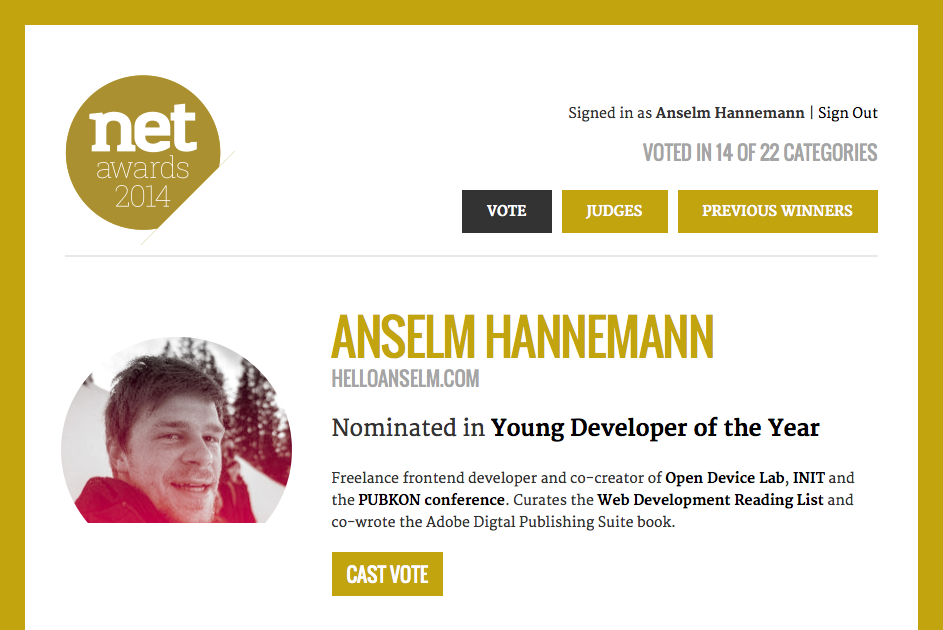 net
awards
2014
Signed in as Anselm Hannemann | Sign Out
VOTED IN 14 OF 22 CATEGORIES
VOTE
JUDGES
PREVIOUS WINNERS
ANSELM HANNEMANN
HELLOANSELM.COM
Nominated in Young Developer of the Year
Freelance frontend developer and co-creator of Open Device Lab, INIT and
the PUBKON conference. Curates the Web Development Reading List and
co-wrote the Adobe Digtal Publishing Suite book.
CAST VOTE